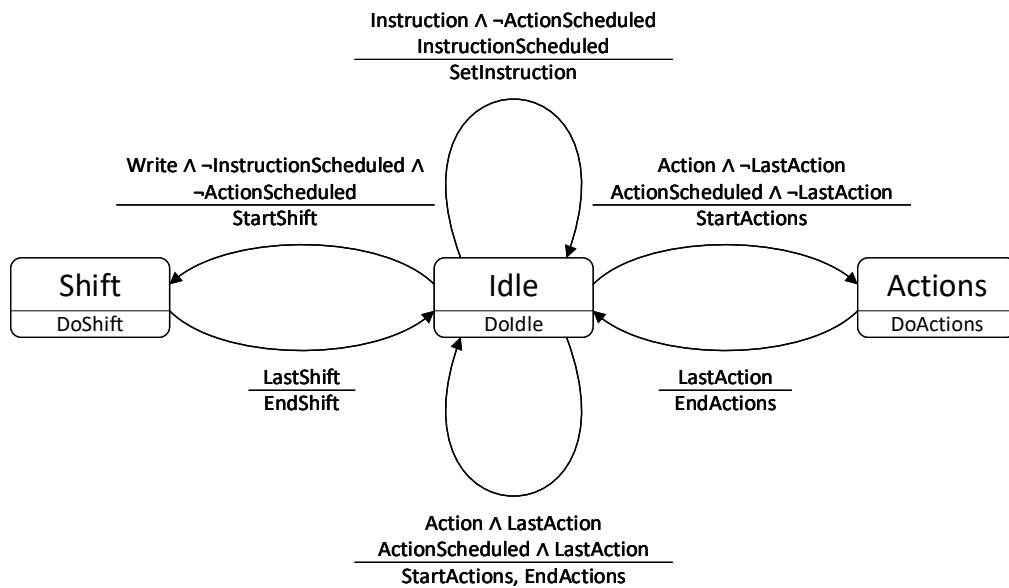 Instruction ∧ ¬ActionScheduled
InstructionScheduled
SetInstruction
Write ∧ ¬InstructionScheduled ∧
¬ActionScheduled
StartShift
Action ∧ ¬LastAction
ActionScheduled ∧ ¬LastAction
StartActions
Shift
DoShift
Idle
DoIdle
Actions
DoActions
LastShift
EndShift
LastAction
EndActions
Action ∧ LastAction
ActionScheduled ∧ LastAction
StartActions, EndActions